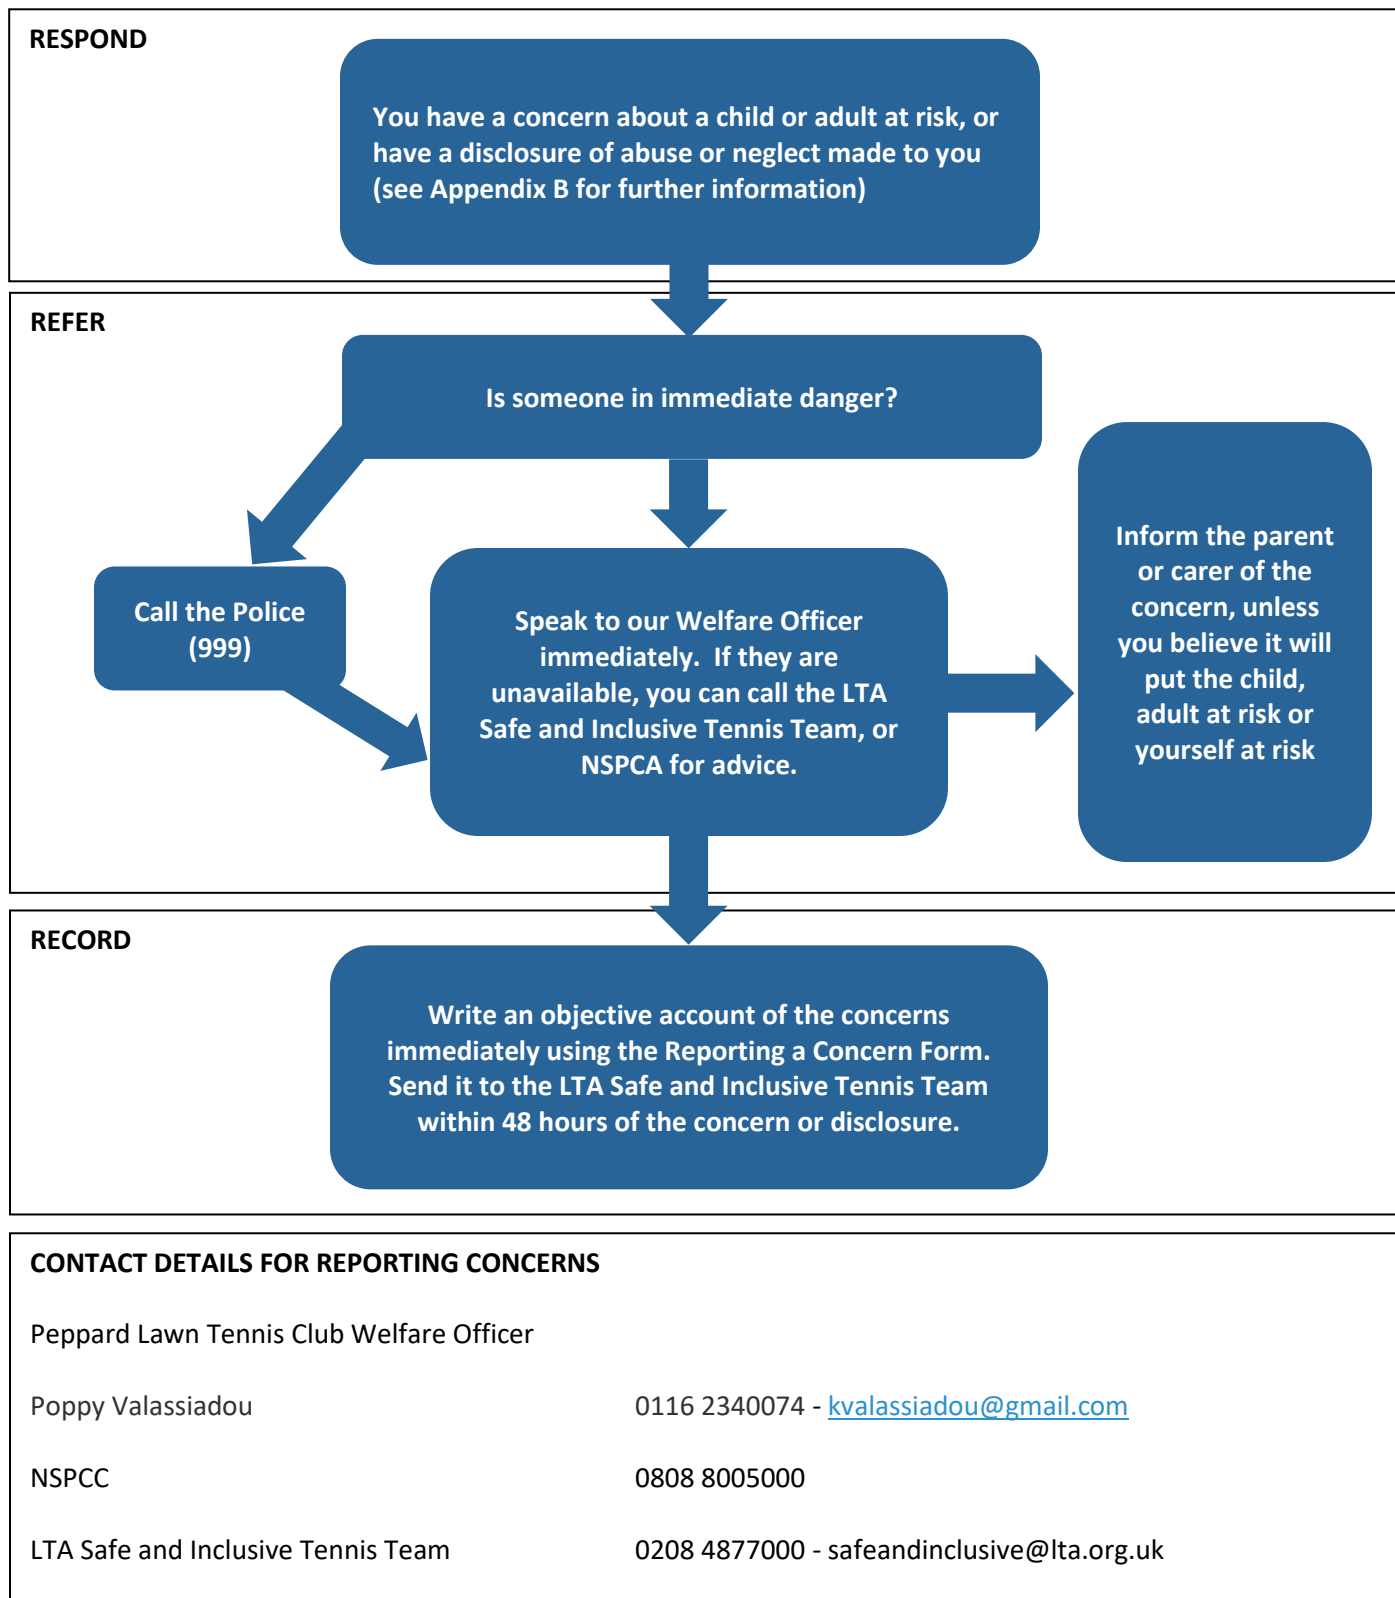 RESPOND
You have a concern about a child or adult at risk, or
have a disclosure of abuse or neglect made to you
(see Appendix B for further information)
REFER
Is someone in immediate danger?
Call the Police
(999)
Speak to our Welfare Officer
immediately.  If they are
unavailable, you can call the LTA
Safe and Inclusive Tennis Team, or
NSPCA for advice.
Inform the parent
or carer of the
concern, unless
you believe it will
put the child,
adult at risk or
yourself at risk
RECORD
Write an objective account of the concerns
immediately using the Reporting a Concern Form.
Send it to the LTA Safe and Inclusive Tennis Team
within 48 hours of the concern or disclosure.
CONTACT DETAILS FOR REPORTING CONCERNS
Peppard Lawn Tennis Club Welfare Officer
Poppy Valassiadou 0116 2340074 - kvalassiadou@gmail.com
NSPCC 0808 8005000
LTA Safe and Inclusive Tennis Team 0208 4877000 - safeandinclusive@lta.org.uk